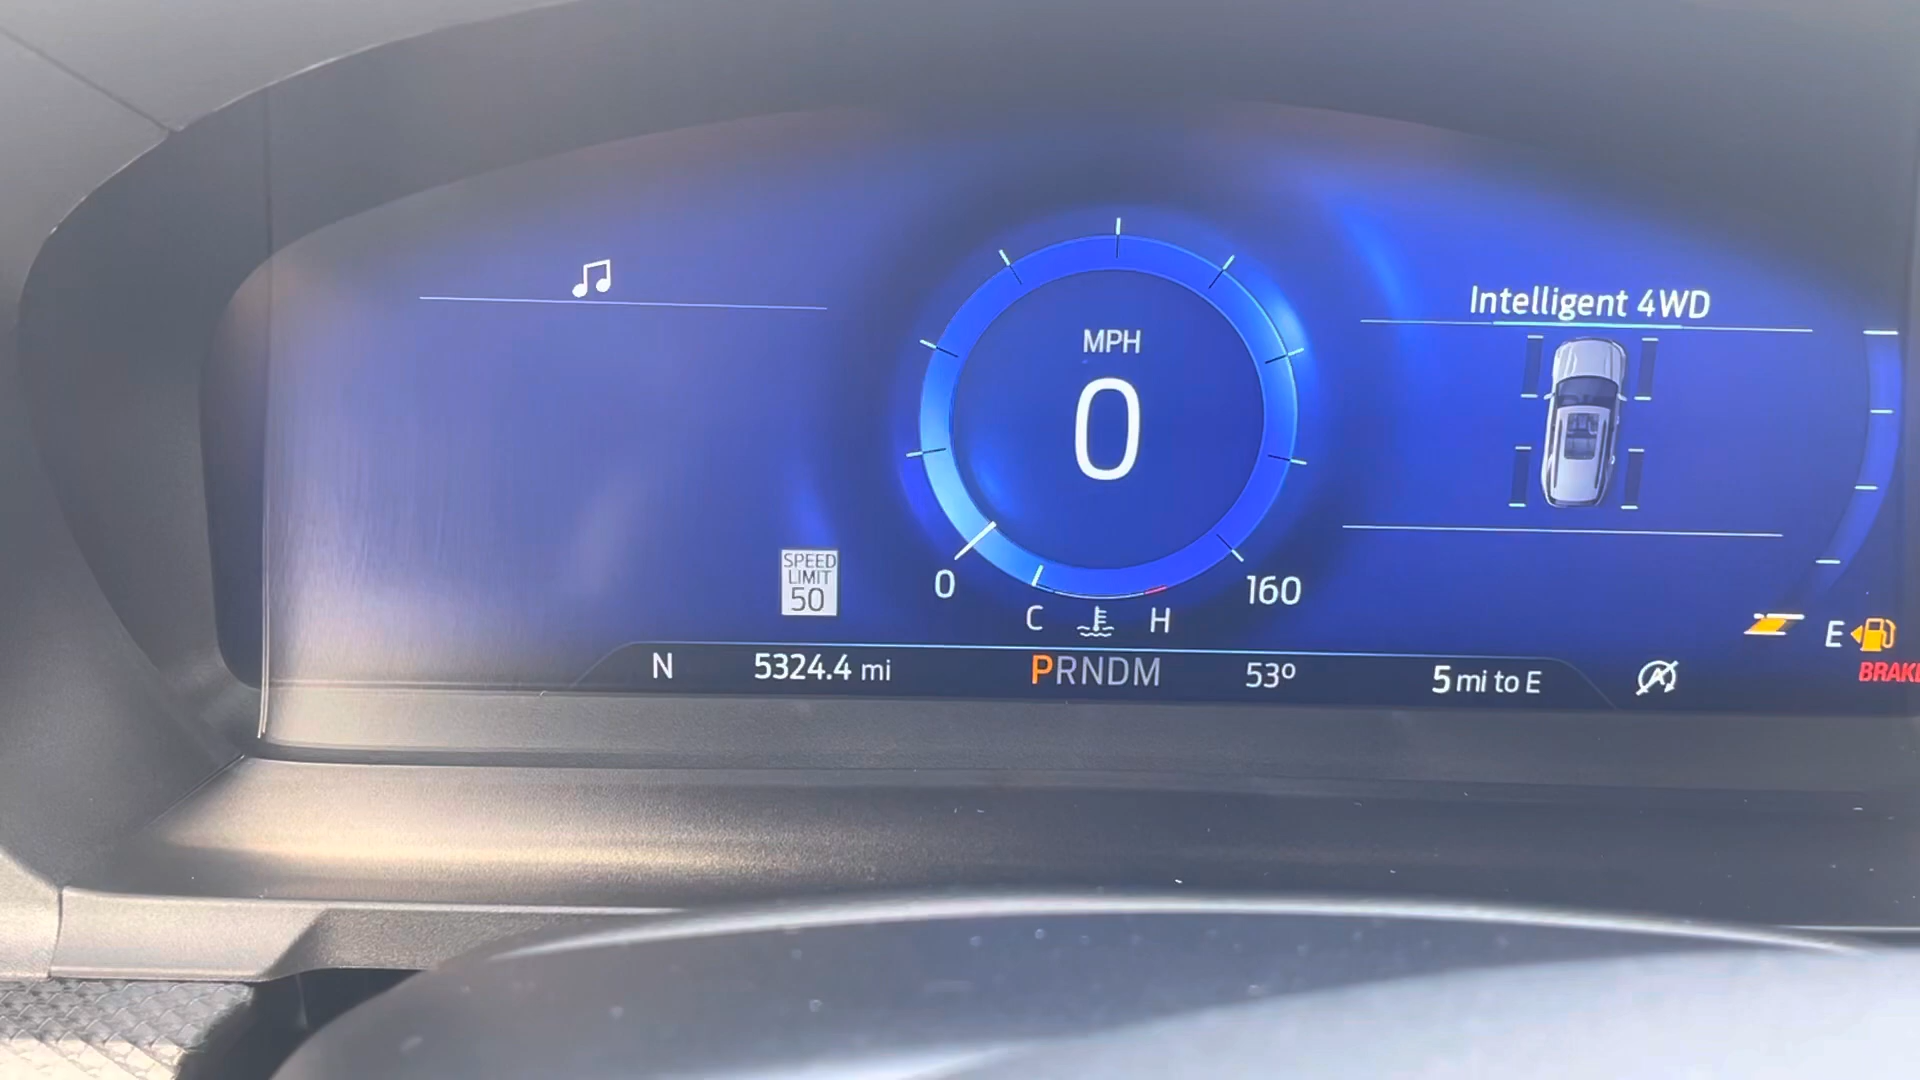 Intelligent 4WD
MPH
0
SPEED
LIMIT
50
0
160
C
H
E
N
5324.4 mi
PRNDM
53º
5 mi to E
BRAKE